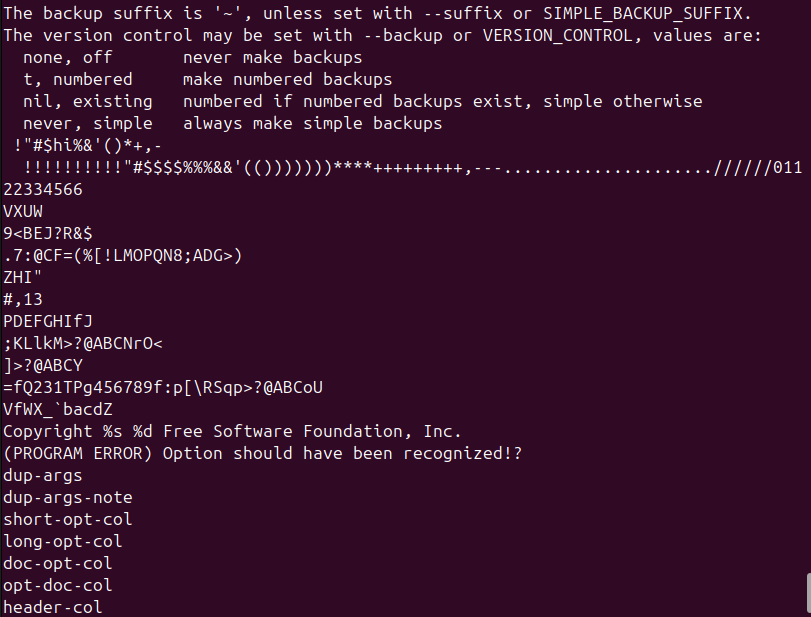 The backup suffix is '~', unless set with --suffix or SIMPLE_BACKUP_SUFFIX.
The version control may be set with --backup or VERSION_CONTROL, values are:
  none, off       never make backups
  t, numbered     make numbered backups
  nil, existing   numbered if numbered backups exist, simple otherwise
  never, simple   always make simple backups
 !"#$hi%&'()*+,-
  !!!!!!!!!!"#$$$$%%%&&'(()))))))****+++++++++,---.....................//////011
22334566
VXUW
9<BEJ?R&$
.7:@CF=(%[!LMOPQN8;ADG>)
ZHI"
#,13
PDEFGHIfJ
;KLlkM>?@ABCNrO<
]>?@ABCY
=fQ231TPg456789f:p[\RSqp>?@ABCoU
VfWX_`bacdZ
Copyright %s %d Free Software Foundation, Inc.
(PROGRAM ERROR) Option should have been recognized!?
dup-args
dup-args-note
short-opt-col
long-opt-col
doc-opt-col
opt-doc-col
header-col